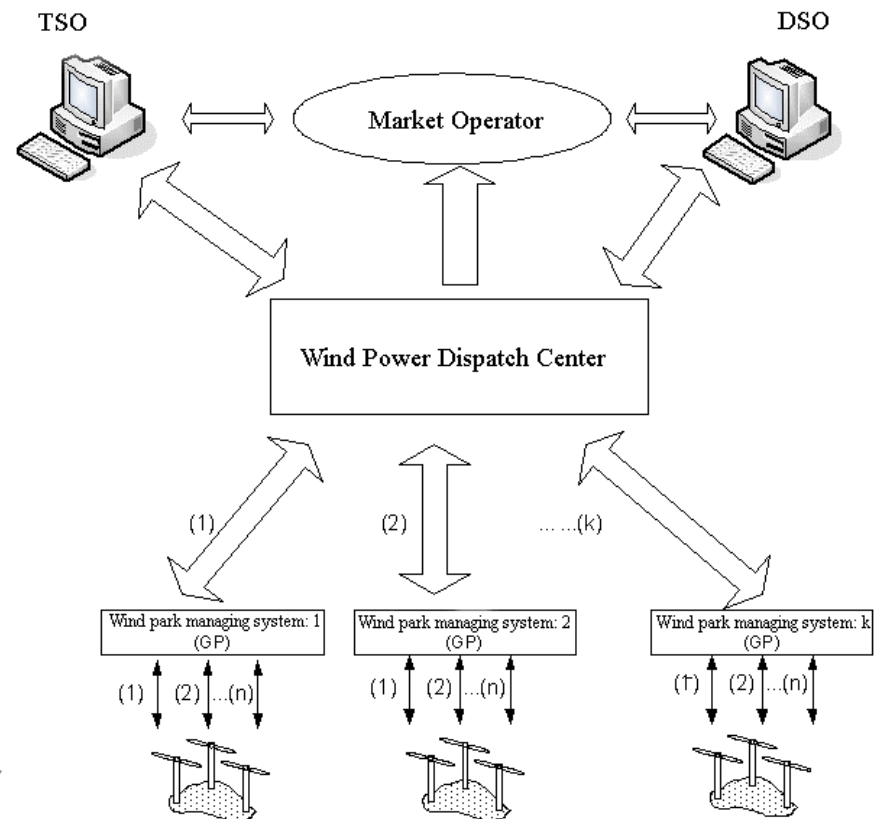 TSO
DSO
Market Operator
Wind Power Dispatch Center
(1)
(2)
... ...(k)
Wind park managing system: 1
(GP)
Wind park managing system: 2
(GP)
Wind park managing system: k
(GP)
(1) (2) ...(n)
(1) (2) ...(n)
(†) (2) ...(n)